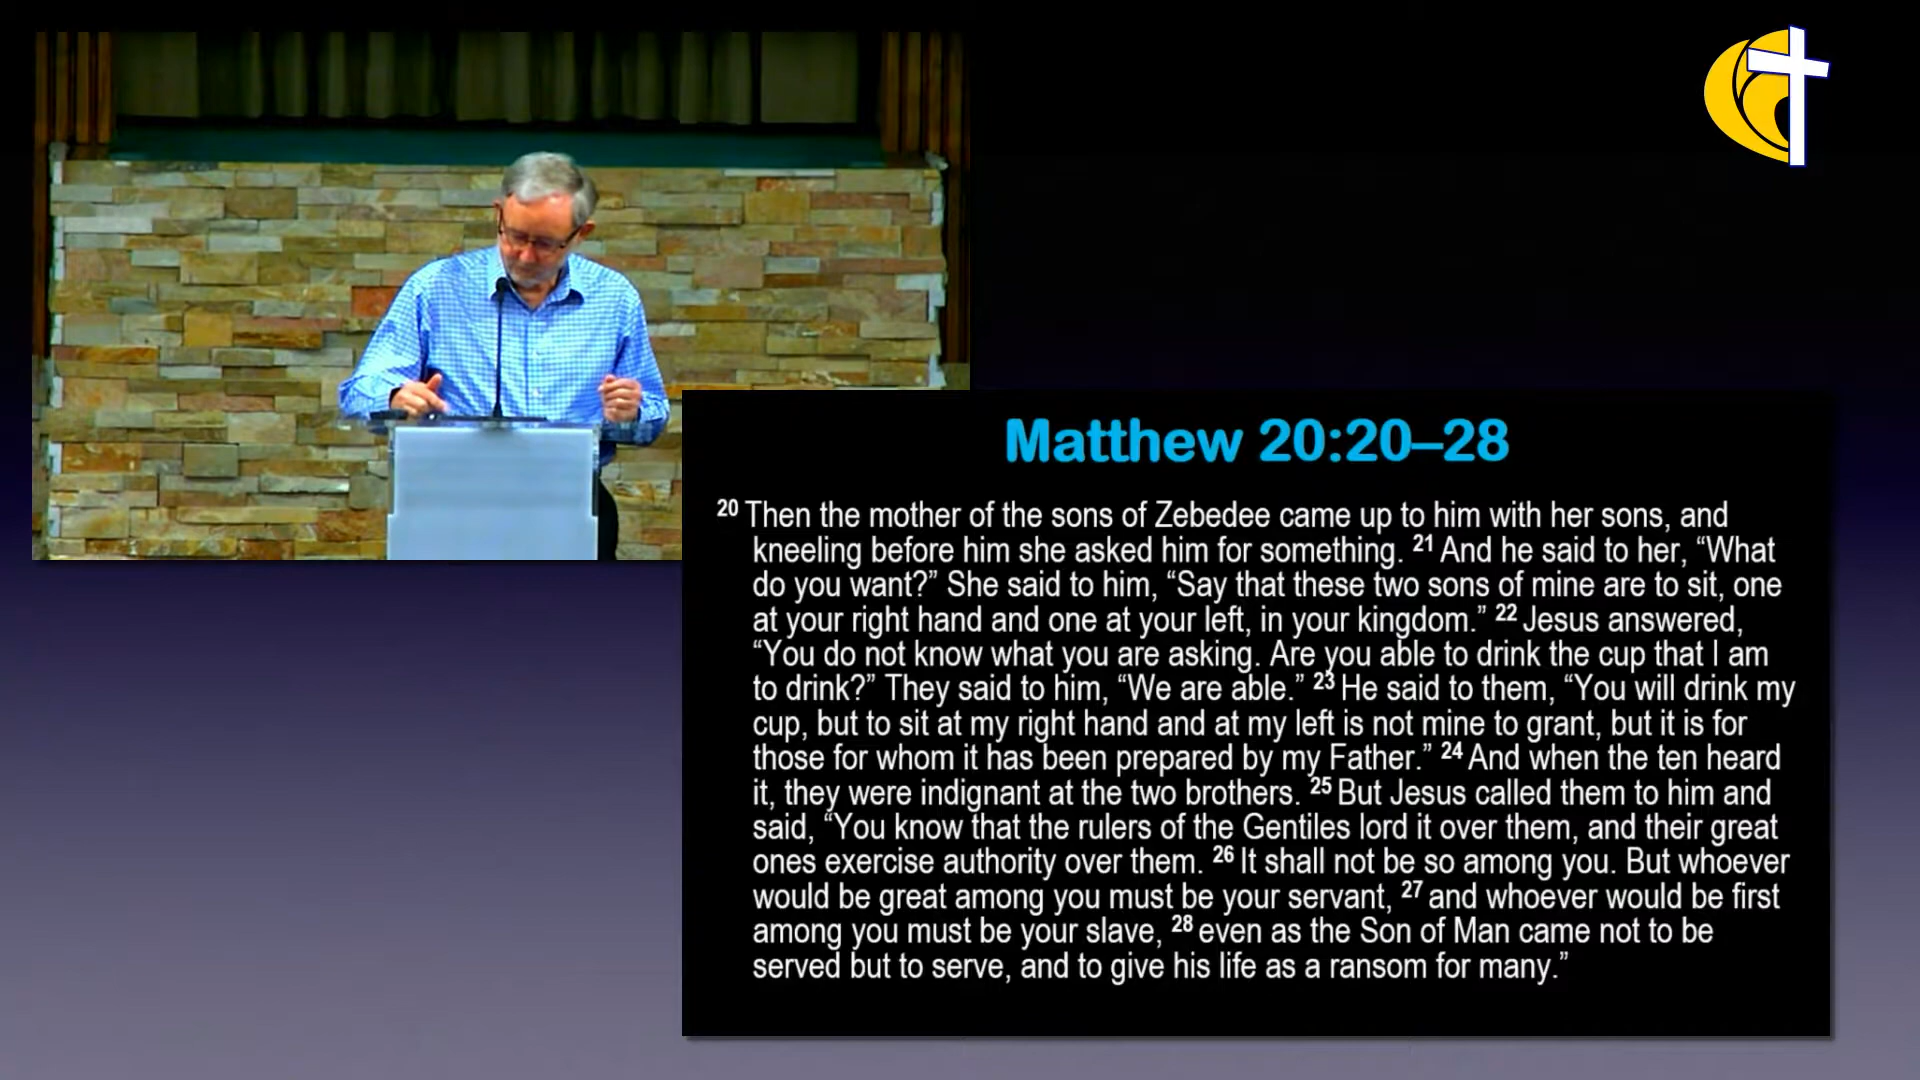 Matthew 20:20–28
20 Then the mother of the sons of Zebedee came up to him with her sons, and
kneeling before him she asked him for something. 21 And he said to her, “What
do you want?” She said to him, “Say that these two sons of mine are to sit, one
at your right hand and one at your left, in your kingdom.” 22 Jesus answered,
“You do not know what you are asking. Are you able to drink the cup that I am
to drink?” They said to him, “We are able.” 23 He said to them, “You will drink my
cup, but to sit at my right hand and at my left is not mine to grant, but it is for
those for whom it has been prepared by my Father.” 24 And when the ten heard
it, they were indignant at the two brothers. 25 But Jesus called them to him and
said, “You know that the rulers of the Gentiles lord it over them, and their great
ones exercise authority over them. 26 It shall not be so among you. But whoever
would be great among you must be your servant, 27 and whoever would be first
among you must be your slave, 28 even as the Son of Man came not to be
served but to serve, and to give his life as a ransom for many.”